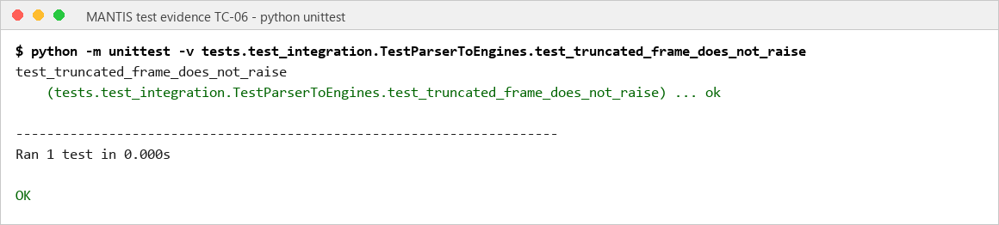 MANTIS test evidence TC-06 - python unittest
$ python -m unittest -v tests.test_integration.TestParserToEngines.test_truncated_frame_does_not_raise
test_truncated_frame_does_not_raise
(tests.test_integration.TestParserToEngines.test_truncated_frame_does_not_raise) ... ok
----------------------------------------------------------------------
Ran 1 test in 0.000s
OK